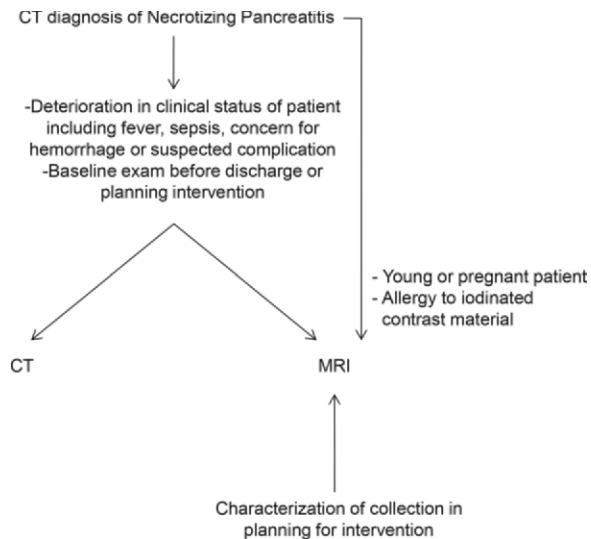 CT diagnosis of Necrotizing Pancreatitis
-Deterioration in clinical status of patient
including fever, sepsis, concern for
hemorrhage or suspected complication
-Baseline exam before discharge or
planning intervention
- Young or pregnant patient
- Allergy to iodinated
contrast material
CT
MRI
Characterization of collection in
planning for intervention